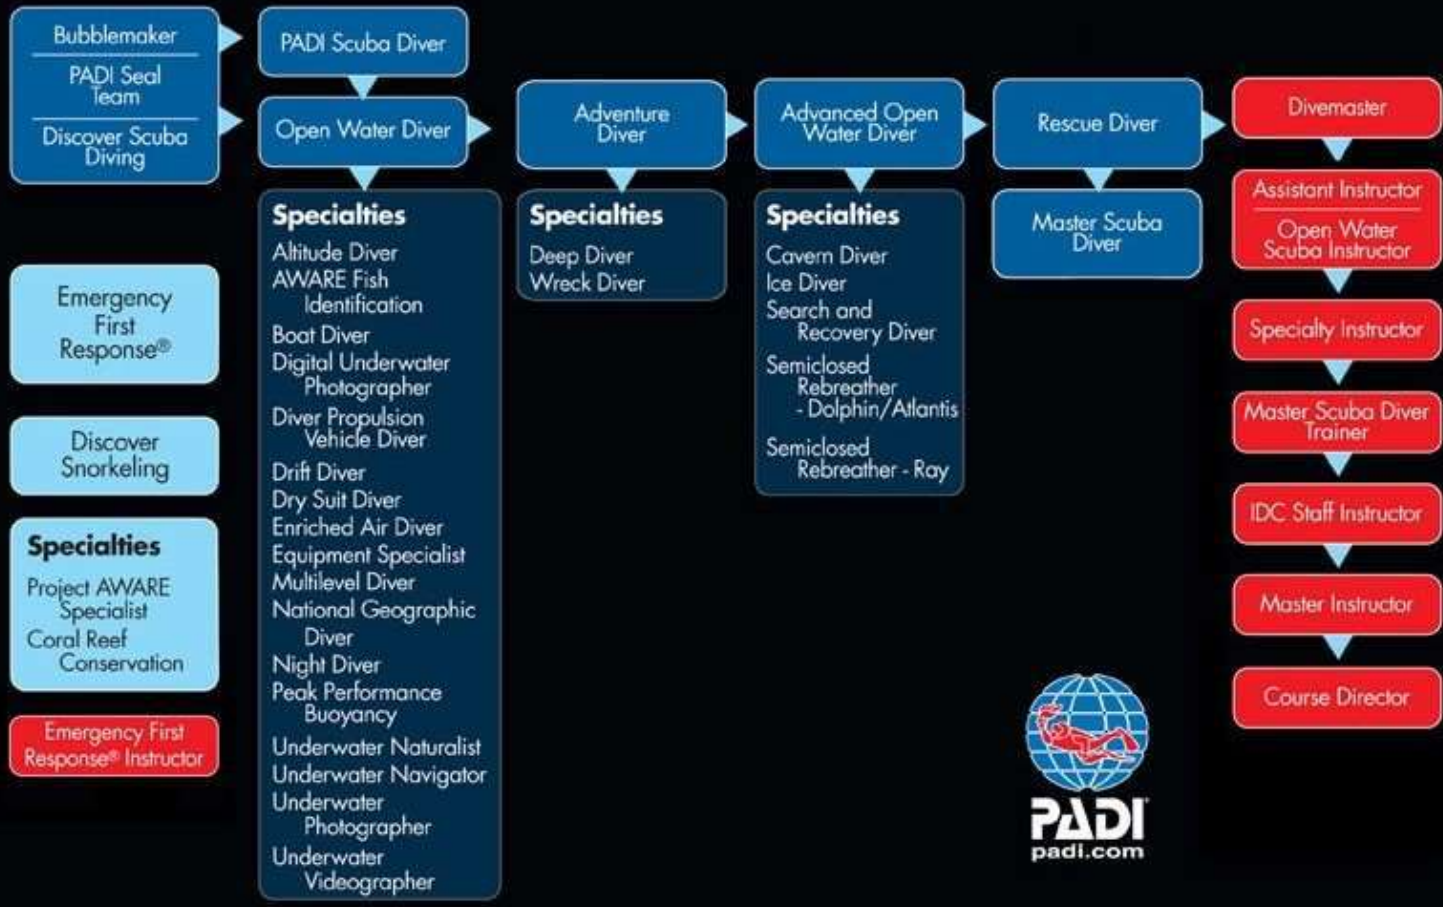 Bubblemaker
PADI Seal
Team
Discover Scuba
Diving
PADI Scuba Diver
Open Water Diver
Adventure
Diver
Advanced Open
Water Diver
Rescue Diver
Master Scuba
Diver
Divemaster
Assistant Instructor
Open Water
Scuba Instructor
Specialty Instructor
Master Scuba Diver
Trainer
IDC Staff Instructor
Master Instructor
Course Director
Emergency
First
Response®
Discover
Snorkeling
Specialties
Project AWARE
Specialist
Coral Reef
Conservation
Emergency First
Response® Instructor
Specialties
Altitude Diver
AWARE Fish
Identification
Boat Diver
Digital Underwater
Photographer
Diver Propulsion
Vehicle Diver
Drift Diver
Dry Suit Diver
Enriched Air Diver
Equipment Specialist
Multilevel Diver
National Geographic
Diver
Night Diver
Peak Performance
Buoyancy
Underwater Naturalist
Underwater Navigator
Underwater
Photographer
Underwater
Videographer
Specialties
Deep Diver
Wreck Diver
Specialties
Cavern Diver
Ice Diver
Search and
Recovery Diver
Semiclosed
Rebreather
- Dolphin/Atlantis
Semiclosed
Rebreather - Ray
PADI
padi.com